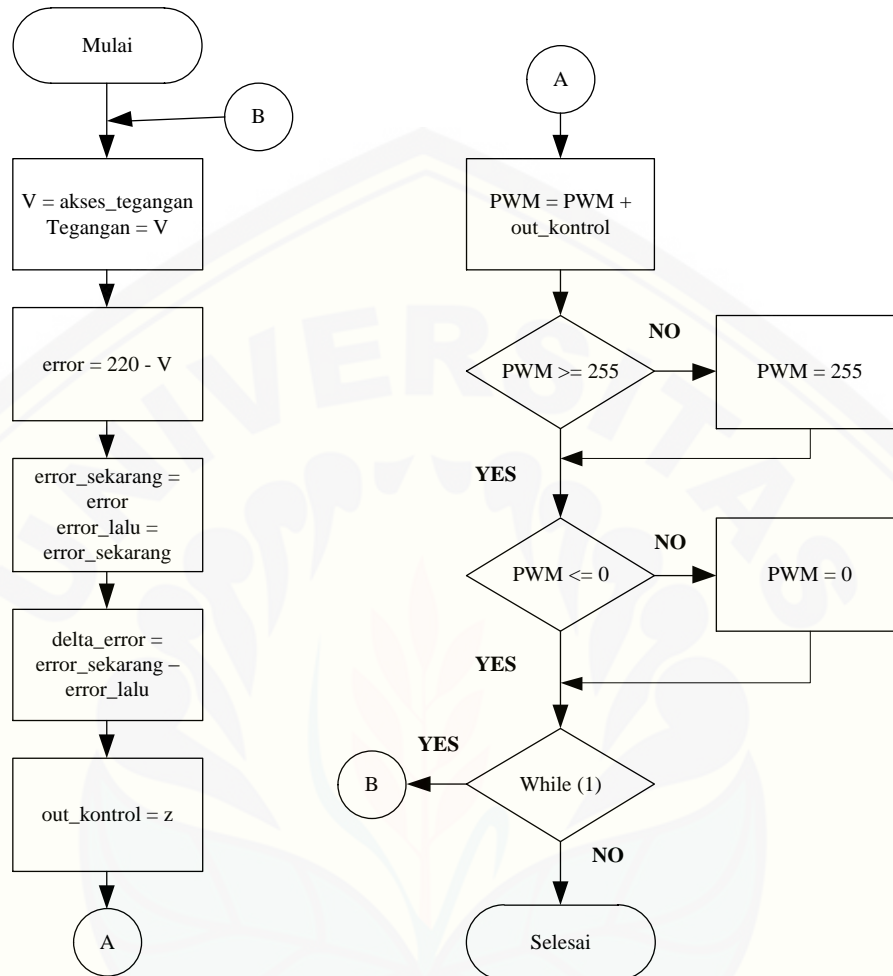 Mulai
B
V = akses_tegangan
Tegangan = V
error = 220 - V
error_sekarang =
error
error_lalu =
error_sekarang
delta_error =
error_sekarang –
error_lalu
out_kontrol = z
A
A
PWM = PWM +
out_kontrol
PWM >= 255
NO
PWM = 255
YES
PWM <= 0
NO
PWM = 0
YES
While (1)
YES
B
NO
Selesai
UNIVERSITAS